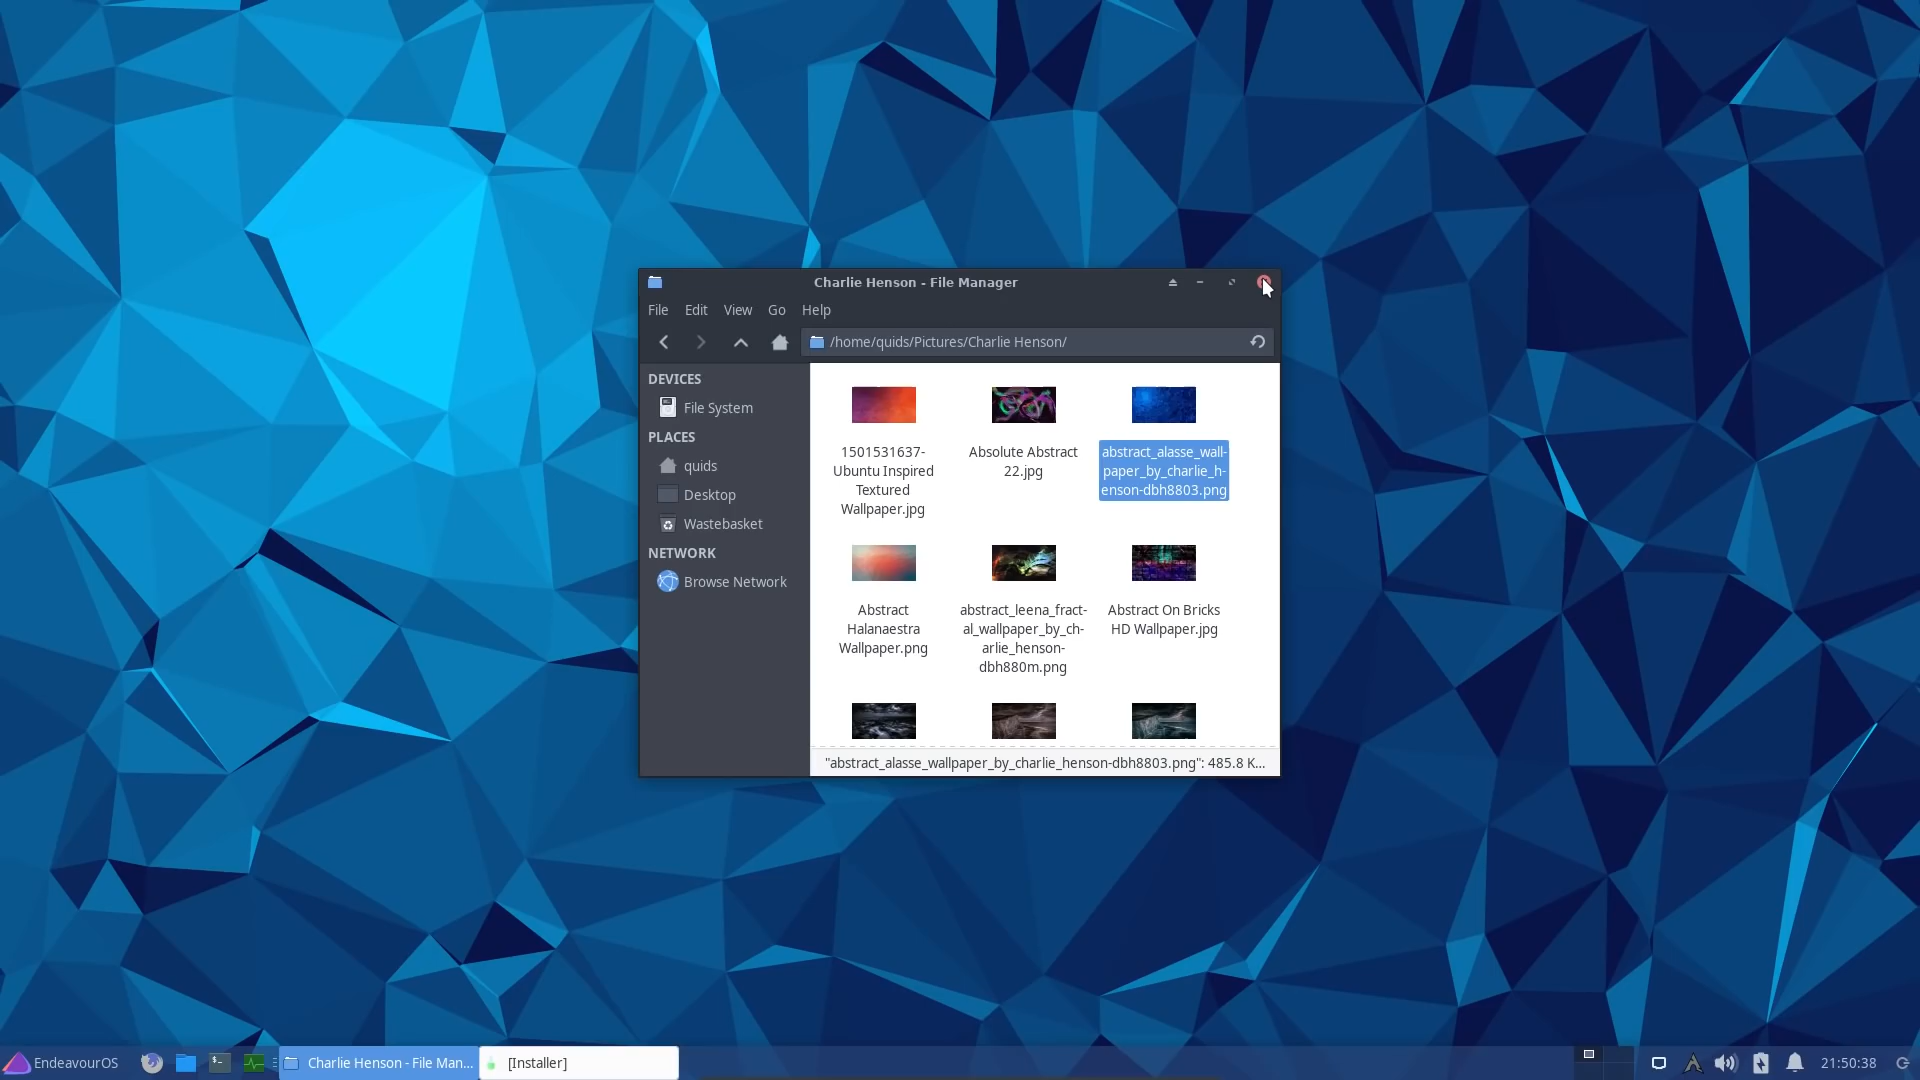 Charlie Henson - File Manager
File Edit View Go Help
/home/quids/Pictures/Charlie Henson/
DEVICES
File System
PLACES
quids
Desktop
Wastebasket
NETWORK
Browse Network
1501531637-
Ubuntu Inspired
Textured
Wallpaper.jpg
Absolute Abstract
22.jpg
abstract_alasse_wall-
paper_by_charlie_h-
enson-dbh8803.png
Abstract
Halanaestra
Wallpaper.png
abstract_leena_fract-
al_wallpaper_by_ch-
arlie_henson-
dbh880m.png
Abstract On Bricks
HD Wallpaper.jpg
"abstract_alasse_wallpaper_by_charlie_henson-dbh8803.png": 485.8 K...
EndeavourOS
Charlie Henson - File Man...
[Installer]
21:50:38